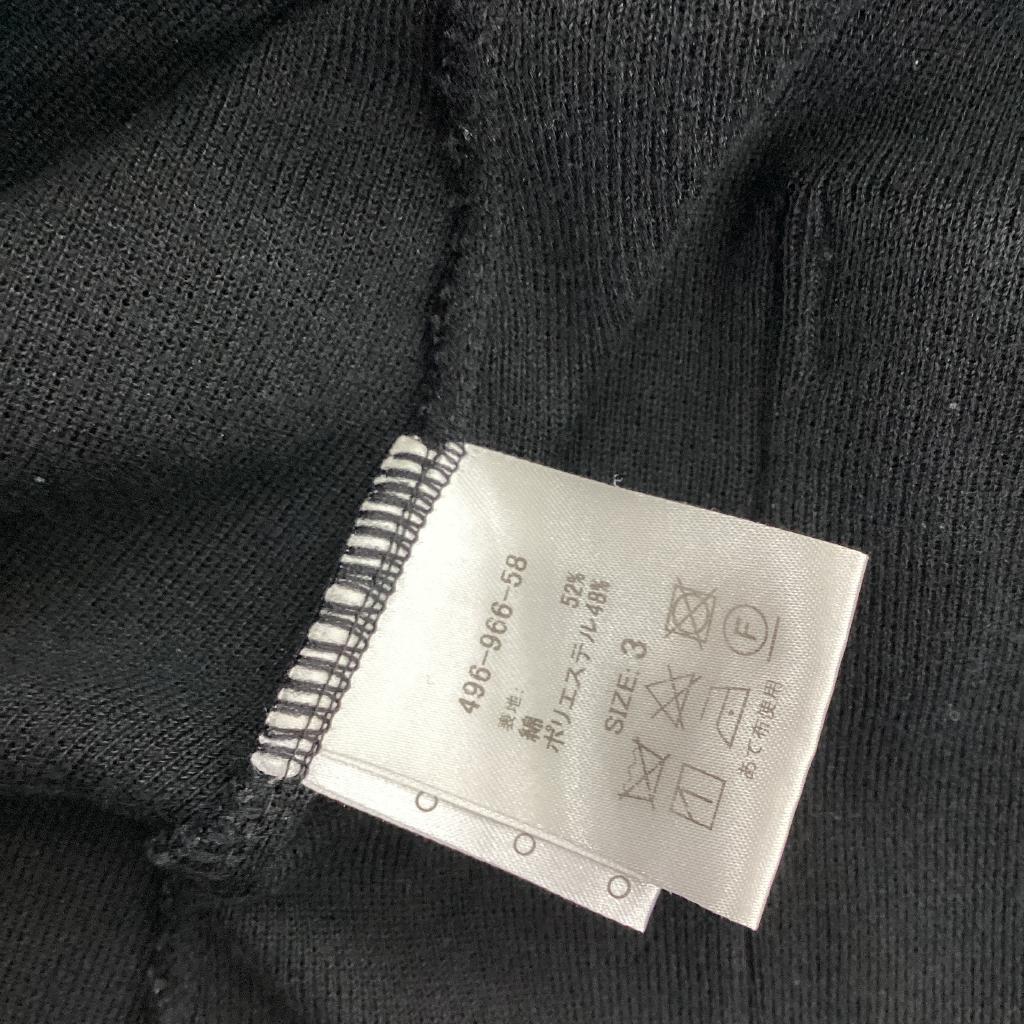 496-966-58
表地:
綿 52%
ポリエステル48%
SIZE: 3
F
あて布使用